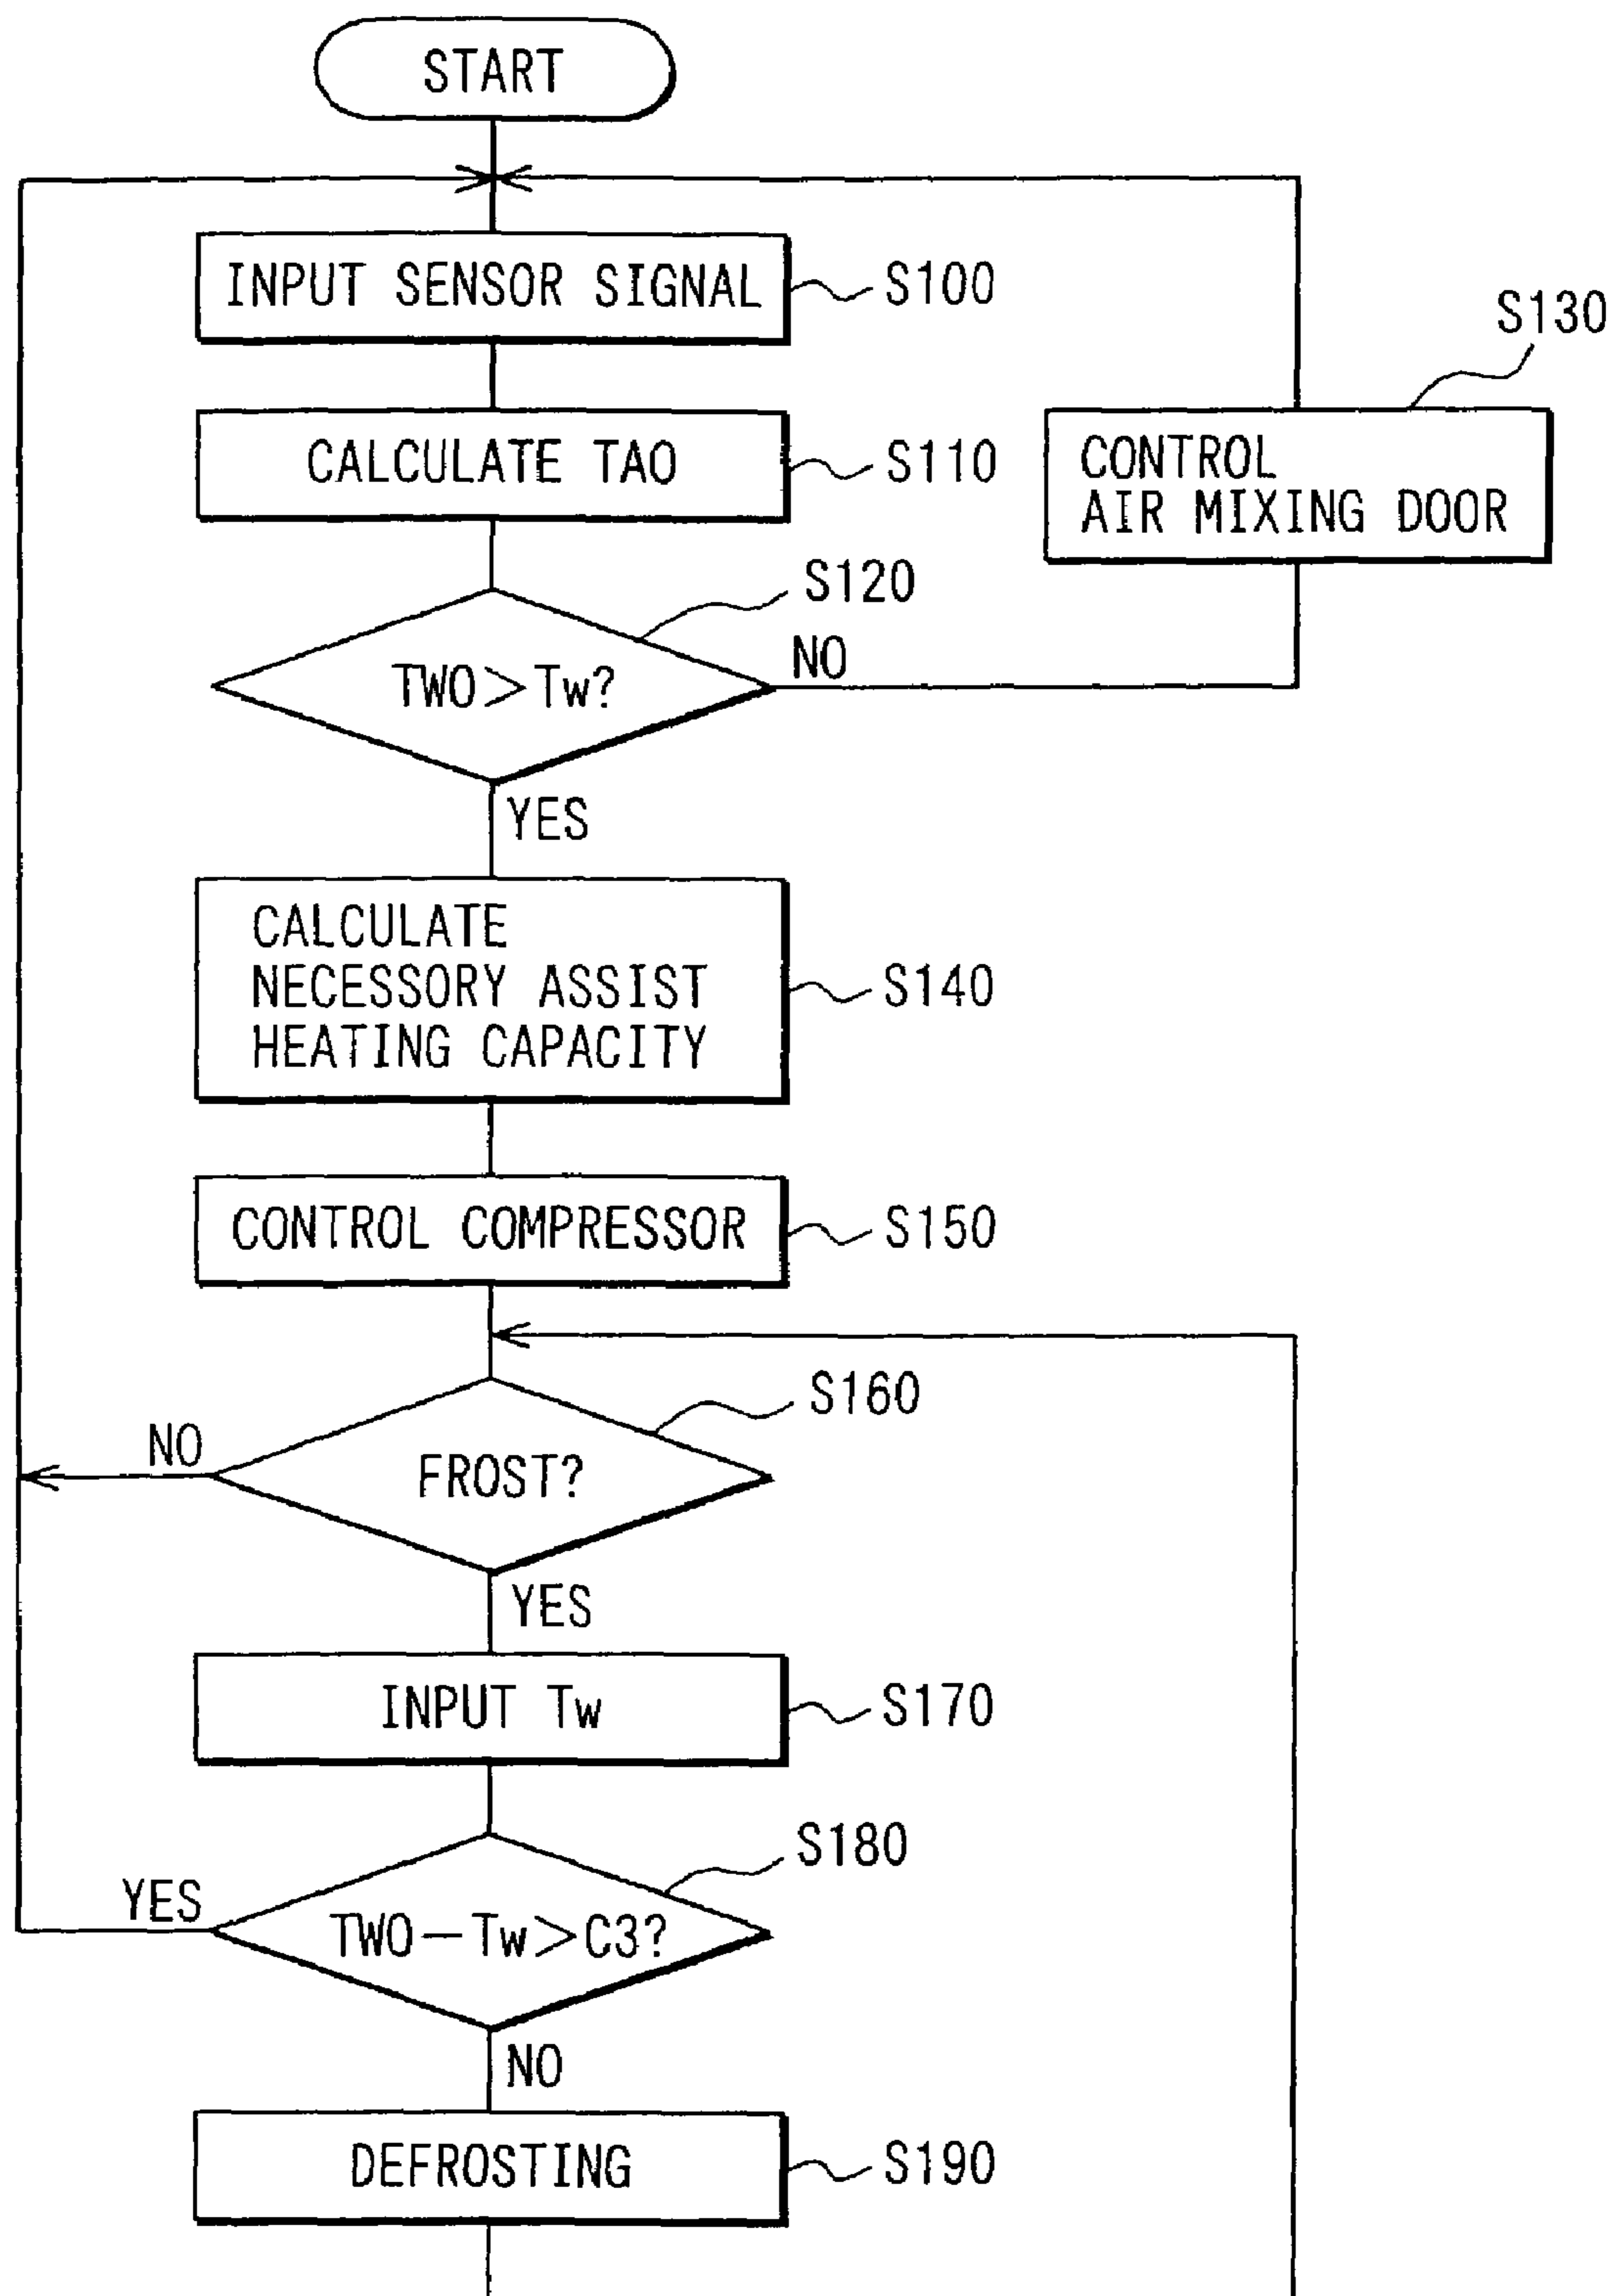 START
INPUT SENSOR SIGNAL
S100
S130
CALCULATE TAO
S110
CONTROL
AIR MIXING DOOR
S120
TWO>Tw?
NO
YES
CALCULATE
NECESSORY ASSIST
HEATING CAPACITY
S140
CONTROL COMPRESSOR
S150
S160
NO
FROST?
YES
INPUT Tw
S170
S180
YES
TWO-Tw>C3?
NO
DEFROSTING
S190